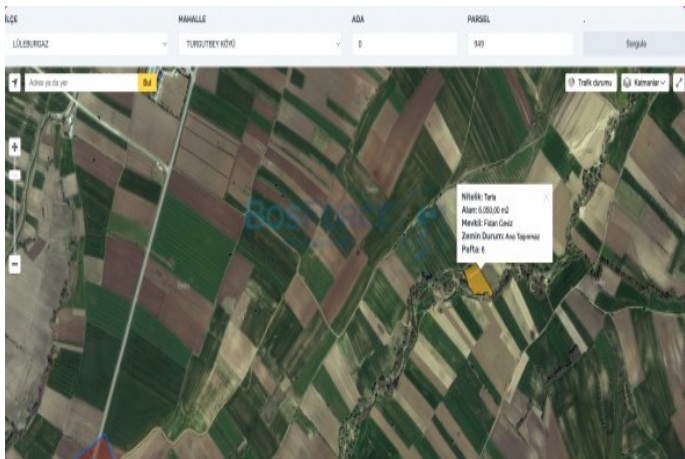 İLÇE
MAHALLE
ADA
PARSEL
.
LÜLEBURGAZ
TURGUTBEY KÖYÜ
0
949
Sorgula
Adres ya da yer
Bul
Trafik durumu
Katmanlar
Nitelik: Tarla
Alan: 6.050,00 m2
Mevkii: Fidan Ceviz
Zemin Durum: Ana Taşınmaz
Pafta: 6